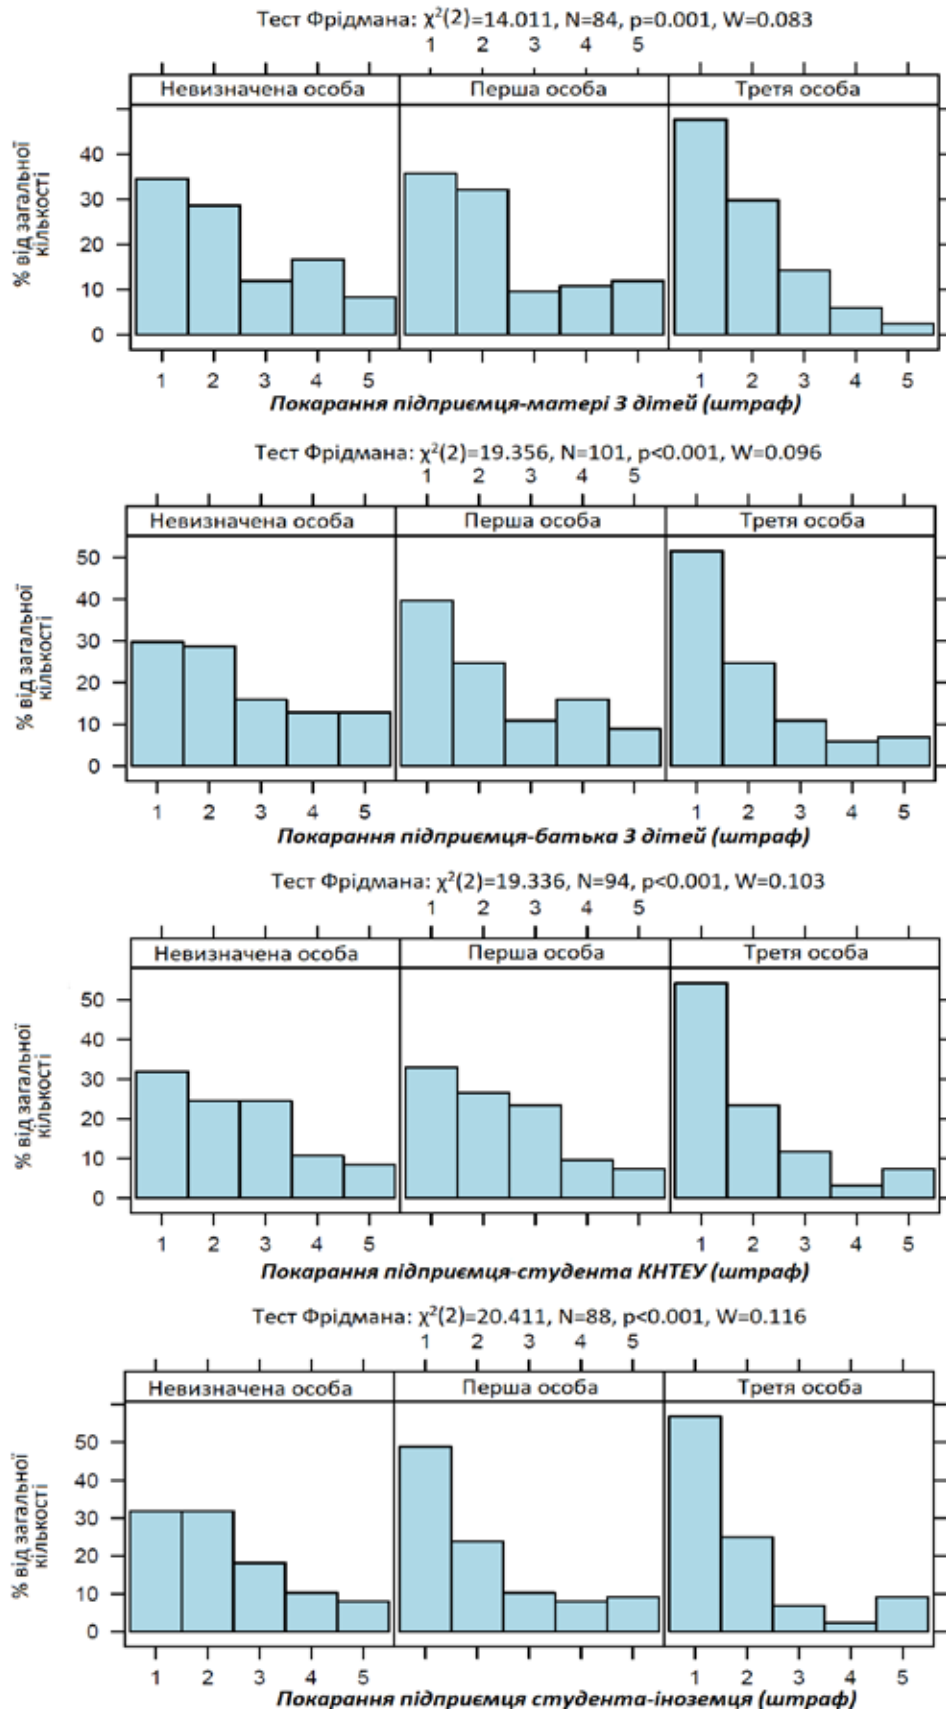 Тест Фрідмана: χ²(2)=14.011, N=84, p=0.001, W=0.083
1 2 3 4 5
Невизначена особа Перша особа Третя особа
% від загальної
кількості
40
30
20
10
0
1 2 3 4 5 1 2 3 4 5
Покарання підприємця-матері 3 дітей (штраф)
Тест Фрідмана: χ²(2)=19.356, N=101, p<0.001, W=0.096
1 2 3 4 5
Невизначена особа Перша особа Третя особа
% від загальної
кількості
50
40
30
20
10
0
1 2 3 4 5 1 2 3 4 5
Покарання підприємця-батька 3 дітей (штраф)
Тест Фрідмана: χ²(2)=19.336, N=94, p<0.001, W=0.103
1 2 3 4 5
Невизначена особа Перша особа Третя особа
% від загальної
кількості
50
40
30
20
10
0
1 2 3 4 5 1 2 3 4 5
Покарання підприємця-студента КНТЕУ (штраф)
Тест Фрідмана: χ²(2)=20.411, N=88, p<0.001, W=0.116
1 2 3 4 5
Невизначена особа Перша особа Третя особа
% від загальної
кількості
50
40
30
20
10
0
1 2 3 4 5 1 2 3 4 5
Покарання підприємця студента-іноземця (штраф)